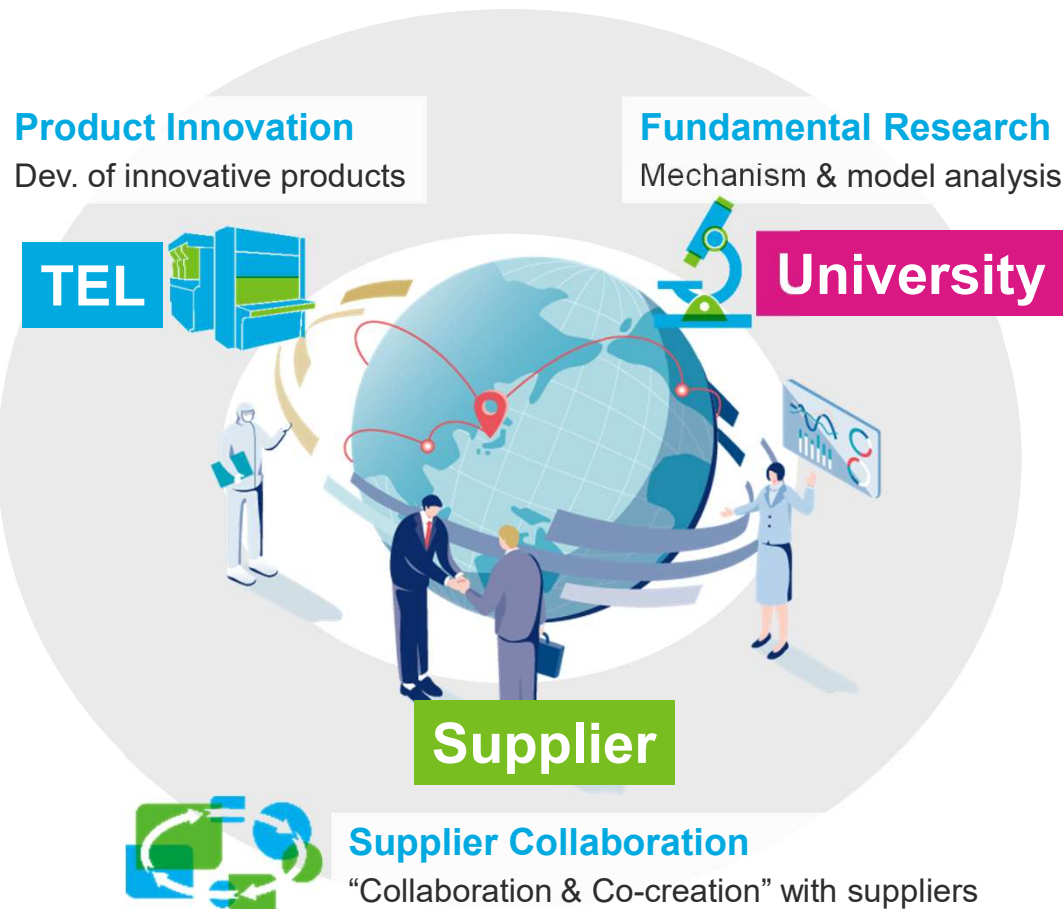 Product Innovation
Dev. of innovative products
TEL
Fundamental Research
Mechanism & model analysis
University
Supplier
Supplier Collaboration
“Collaboration & Co-creation” with suppliers